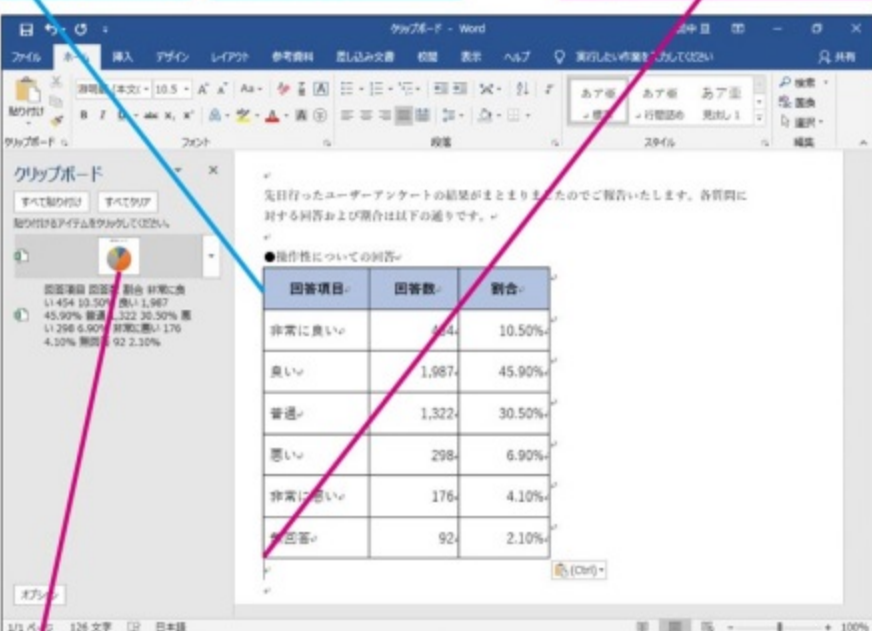 クリップボード - Word
ファイル ホーム 挿入 デザイン レイアウト 参考資料 差し込み文書 校閲 表示 ヘルプ 実行したい作業を入力してください 共有
10.5 Aa
貼り付け B I U abc
検索
置換
選択
あア亜 あア亜 あア亜
標準 行間詰め 見出し 1
クリップボード フォント 段落 スタイル 編集
クリップボード
すべて貼り付け すべてクリア
貼り付けるアイテムをクリックしてください。
回答項目 回答数 割合 非常に良
い 454 10.50% 良い 1,987
45.90% 普通 1,322 30.50% 悪
い 298 6.90% 非常に悪い 176
4.10% 無回答 92 2.10%
オプション
先日行ったユーザーアンケートの結果がまとまりましたのでご報告いたします。各質問に
対する回答および割合は以下の通りです。
●操作性についての回答
回答項目 回答数 割合
非常に良い 454 10.50%
良い 1,987 45.90%
普通 1,322 30.50%
悪い 298 6.90%
非常に悪い 176 4.10%
無回答 92 2.10%
(Ctrl)
1/1 ページ 126 文字 日本語 100%